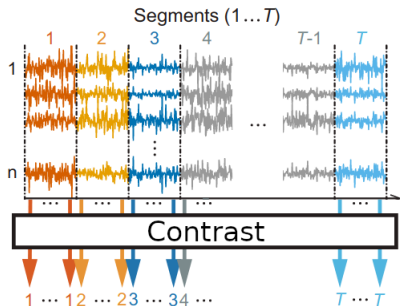 Segments (1...T)
1 2 3 4 T-1 T
1
...
n
... ... ... ... ...
Contrast
1 ... 1 2 ... 2 3 ... 3 4 ... T ... T